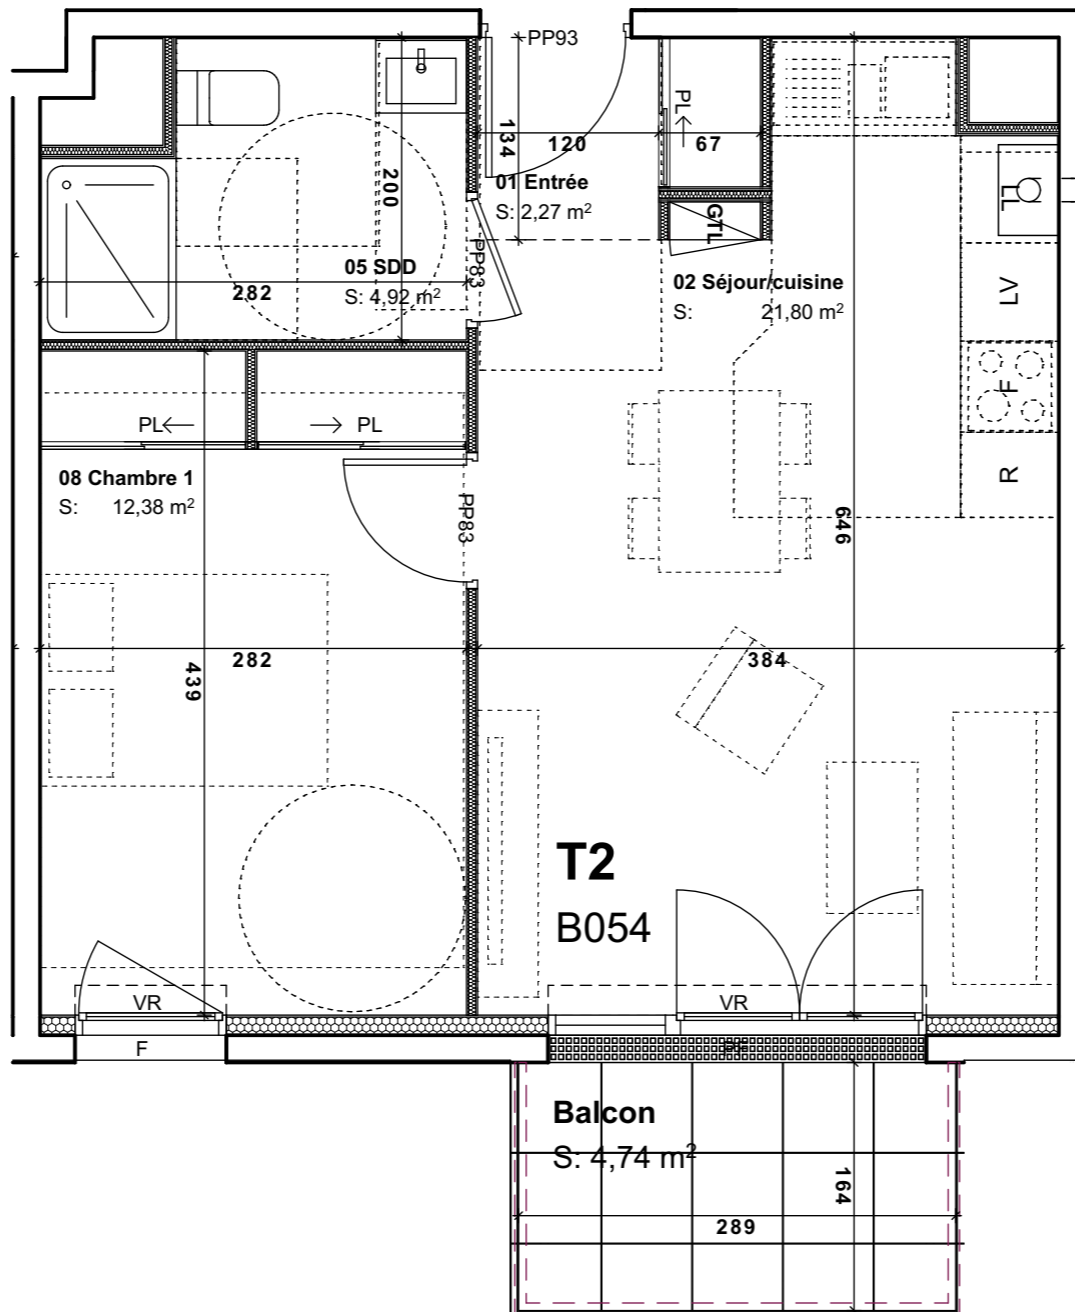 PP93
134
120
PL
67
01 Entrée
S: 2,27 m²
GTL
200
05 SDD
S: 4,92 m²
282
PP83
02 Séjour/cuisine
S: 21,80 m²
LL
LV
F
R
PL
PL
08 Chambre 1
S: 12,38 m²
PP83
646
439
282
384
T2
B054
VR
VR
F
PF
Balcon
S: 4,74 m²
164
289